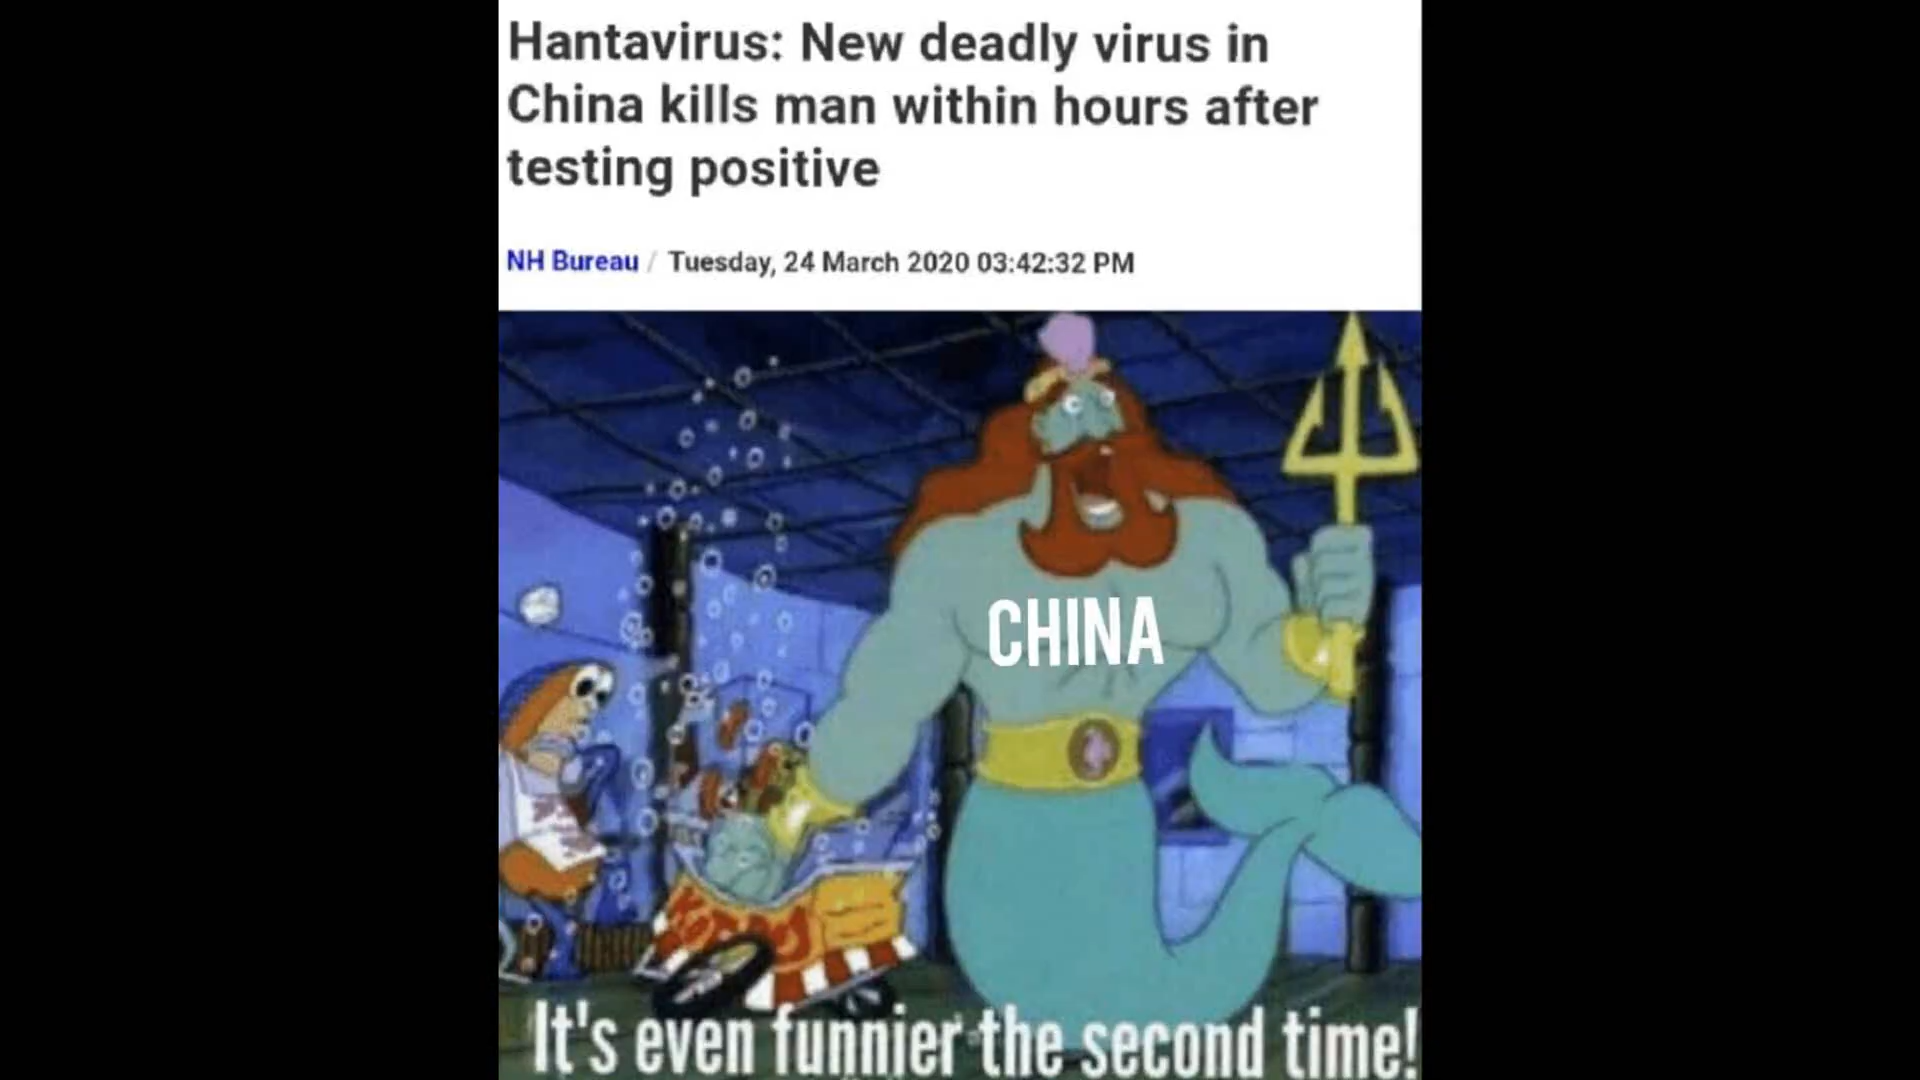 Hantavirus: New deadly virus in
China kills man within hours after
testing positive
NH Bureau / Tuesday, 24 March 2020 03:42:32 PM
CHINA
It's even funnier the second time!